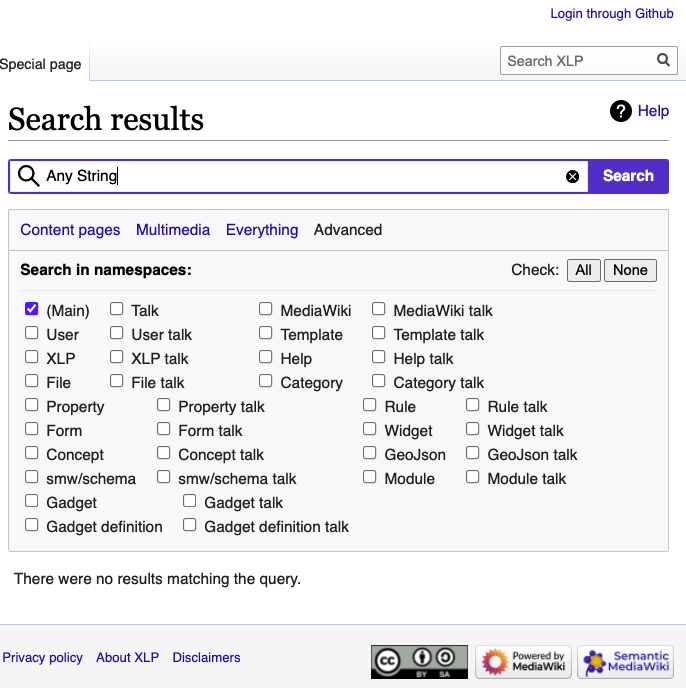 Login through Github
Special page
Search XLP
Search results
? Help
Any String
Search
Content pages Multimedia Everything Advanced
Search in namespaces: Check: All None
(Main) Talk MediaWiki MediaWiki talk
User User talk Template Template talk
XLP XLP talk Help Help talk
File File talk Category Category talk
Property Property talk Rule Rule talk
Form Form talk Widget Widget talk
Concept Concept talk GeoJson GeoJson talk
smw/schema smw/schema talk Module Module talk
Gadget Gadget talk
Gadget definition Gadget definition talk
There were no results matching the query.
Privacy policy About XLP Disclaimers
cc BY SA
Powered by
MediaWiki
Semantic
MediaWiki